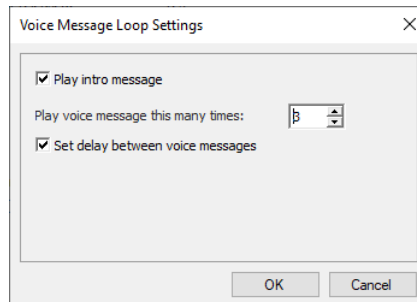 Voice Message Loop Settings
Play intro message
Play voice message this many times: 3
Set delay between voice messages
OK Cancel